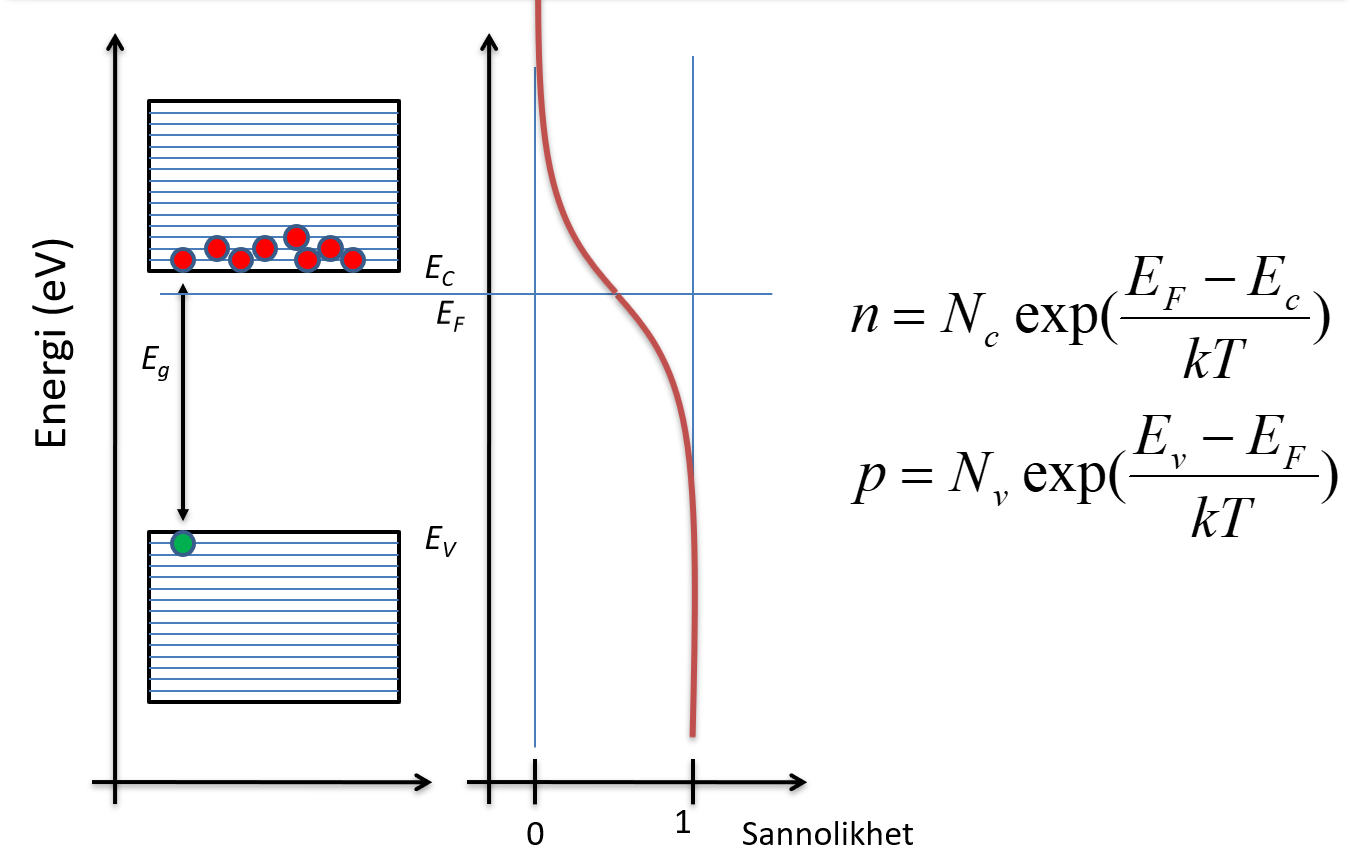 Energi (eV)
E_C
E_F
E_g
E_V
0
1
Sannolikhet
n = N_c exp(\frac{E_F − E_c}{kT})
p = N_v exp(\frac{E_v − E_F}{kT})